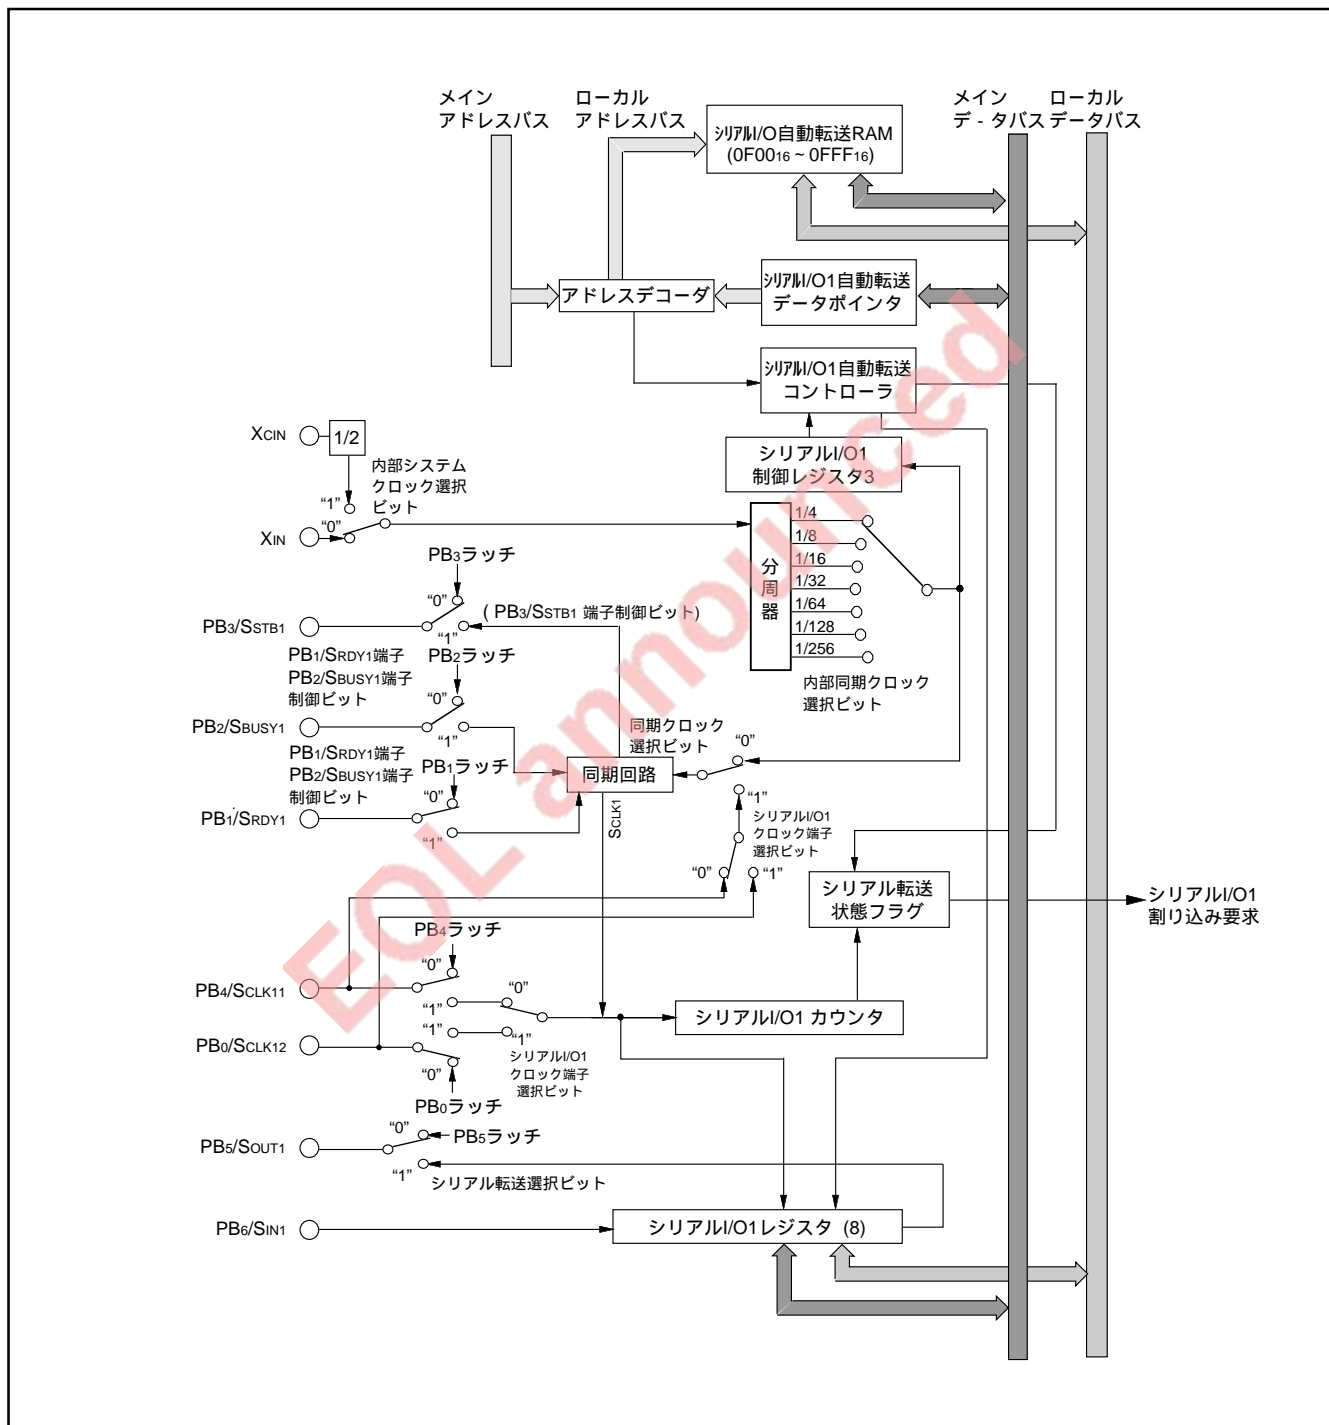 メイン
アドレスバス
ローカル
アドレスバス
メイン
デ-タバス
ローカル
データバス
シリアルI/O自動転送RAM
(0F0016 ~ 0FFF16)
アドレスデコーダ
シリアルI/O1自動転送
データポインタ
シリアルI/O1自動転送
コントローラ
シリアルI/O1
制御レジスタ3
XCIN
1/2
内部システム
クロック選択
ビット
“1”
“0”
XIN
分
周
器
1/4
1/8
1/16
1/32
1/64
1/128
1/256
内部同期クロック
選択ビット
PB3ラッチ
“0”
( PB3/SSTB1 端子制御ビット)
PB3/SSTB1
“1”
PB1/SRDY1端子
PB2/SBUSY1端子
制御ビット
PB2ラッチ
“0”
PB2/SBUSY1
“1”
同期クロック
選択ビット
“0”
PB1/SRDY1端子
PB2/SBUSY1端子
制御ビット
PB1ラッチ
同期回路
“0”
PB1/SRDY1
“1”
SCLK1
“1”
シリアルI/O1
クロック端子
選択ビット
“0”
“1”
シリアル転送
状態フラグ
シリアルI/O1
割り込み要求
PB4ラッチ
“0”
PB4/SCLK11
“1”
“0”
シリアルI/O1 カウンタ
“1”
“1”
PB0/SCLK12
“0”
シリアルI/O1
クロック端子
選択ビット
PB0ラッチ
“0”
PB5ラッチ
PB5/SOUT1
“1”
シリアル転送選択ビット
PB6/SIN1
シリアルI/O1レジスタ (8)
EOL announced